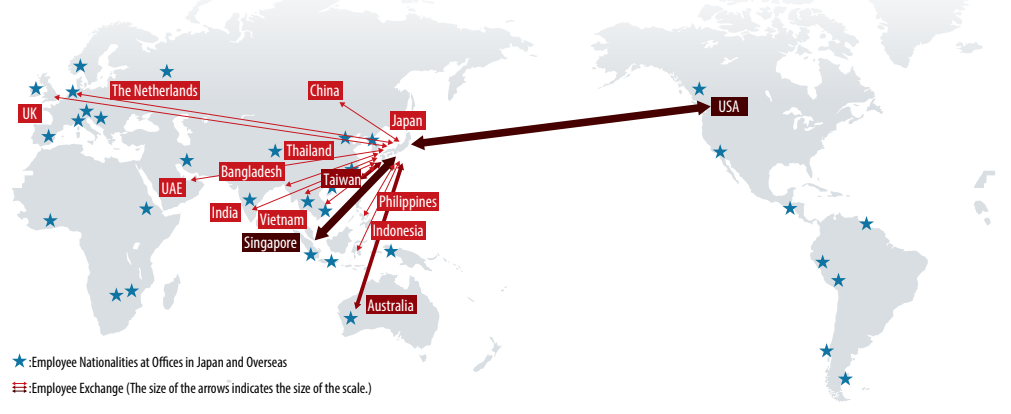 The Netherlands
China
UK
USA
Japan
Thailand
Bangladesh
Taiwan
UAE
Philippines
India
Vietnam
Indonesia
Singapore
Australia
:Employee Nationalities at Offices in Japan and Overseas
:Employee Exchange (The size of the arrows indicates the size of the scale.)